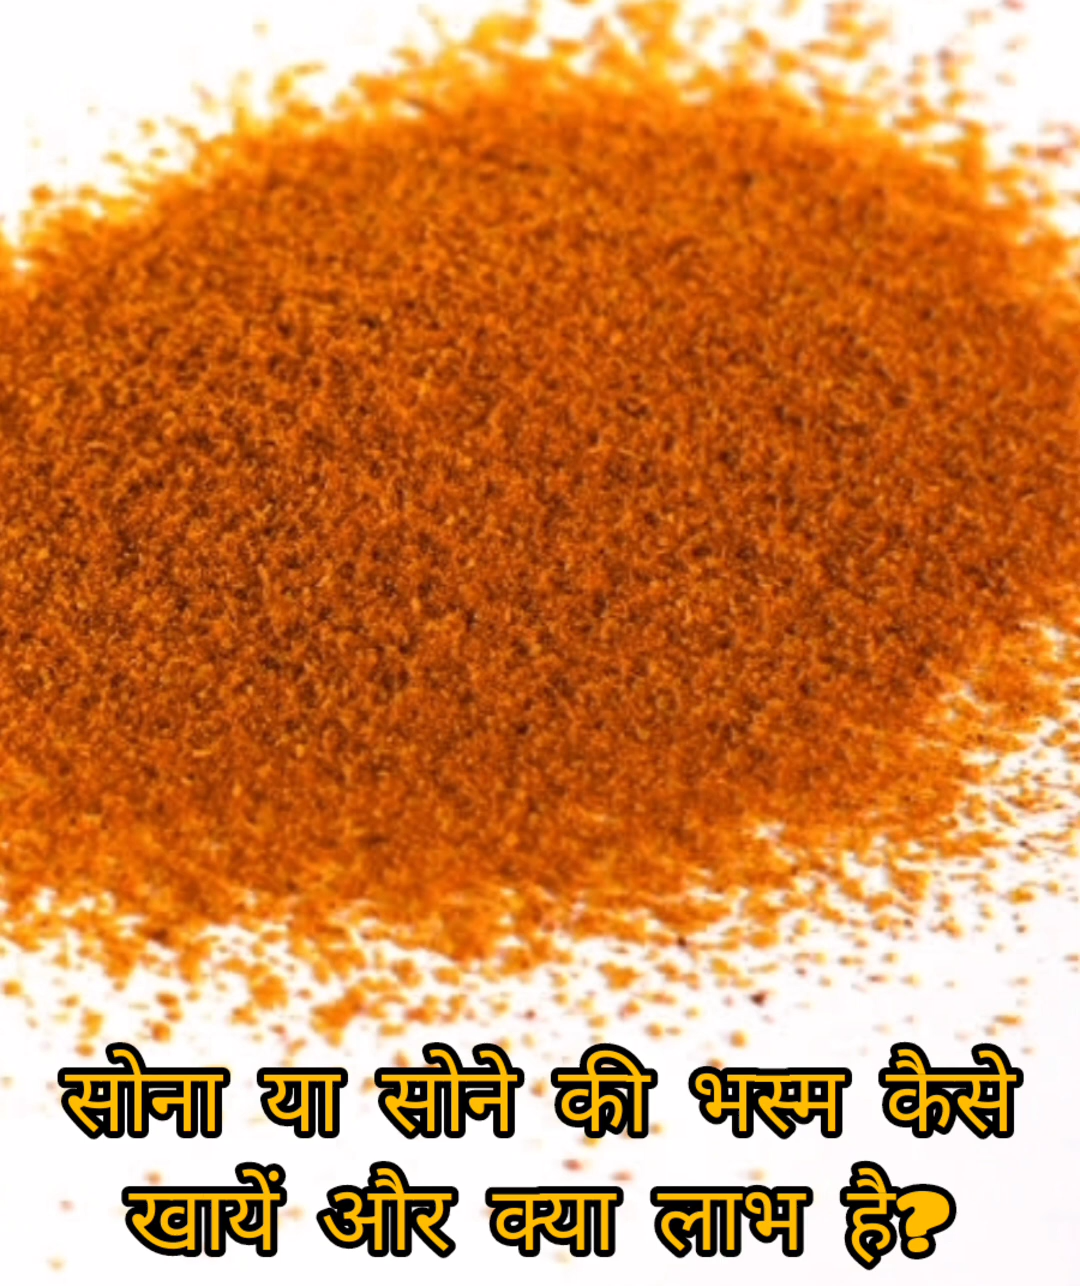 सोना या सोने की भस्म कैसे
खायें और क्या लाभ है?